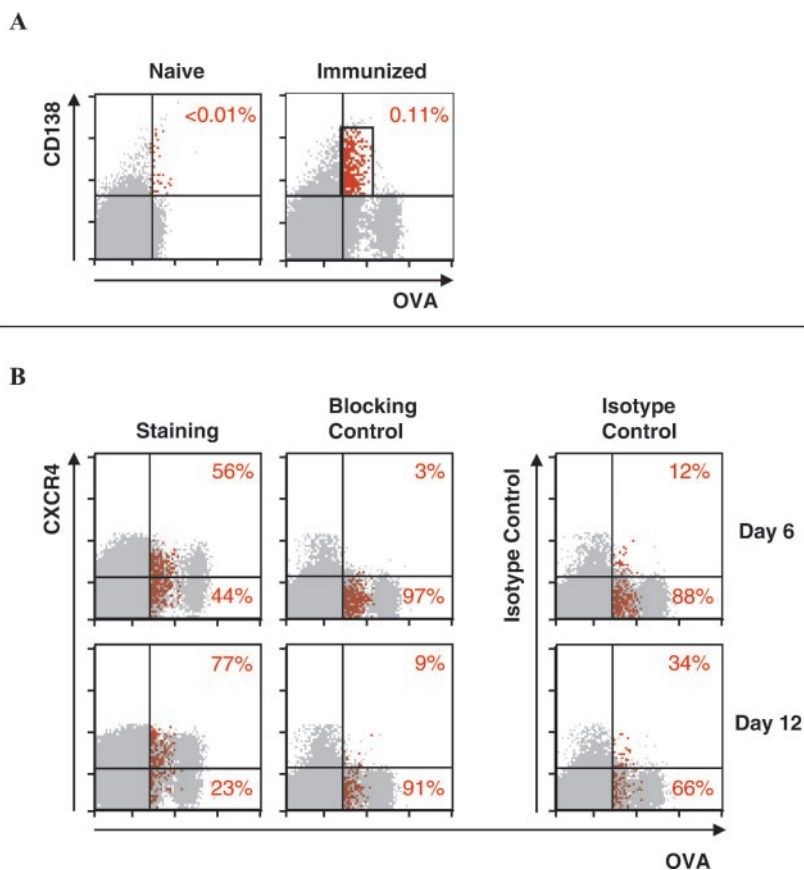 A
Naive
Immunized
CD138
<0.01%
0.11%
OVA
B
Staining
Blocking
Control
Isotype
Control
CXCR4
56%
44%
3%
97%
Isotype Control
12%
88%
Day 6
77%
23%
9%
91%
34%
66%
Day 12
OVA